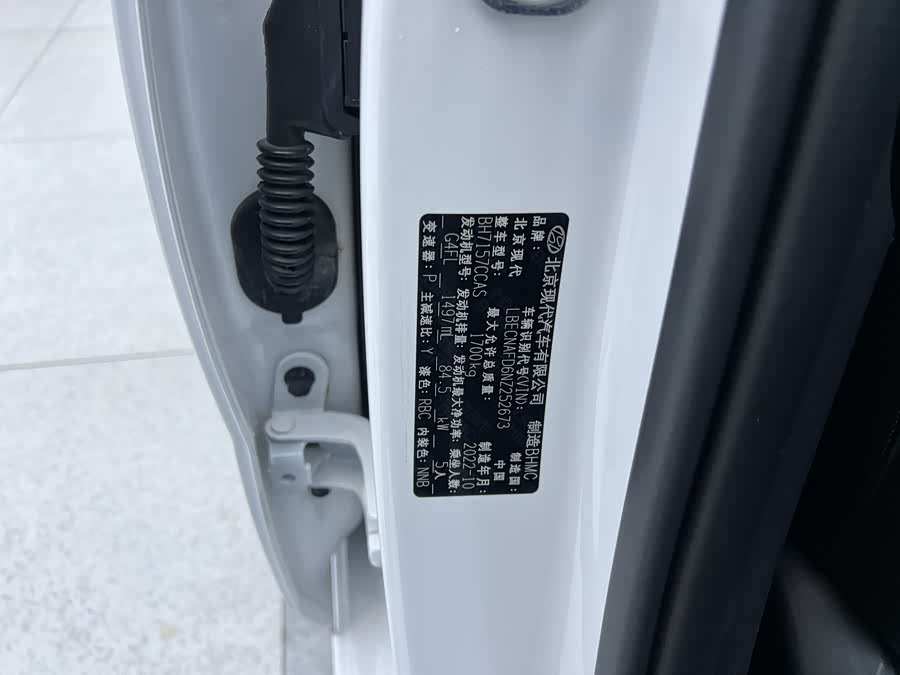 北京现代汽车有限公司 制造BHMC
品牌: 车辆识别代号(VIN): 制造国:
北京现代 LBECNAFD6NZ252673 中国
整车型号: 最大允许总质量: 制造年月:
BH7157CCAS 1700kg 2022-10
发动机型号: 发动机排量: 发动机最大净功率: 乘坐人数:
G4FL 1497mL 84.5 kW 5人
变速器: P 主减速比: Y 漆色: RBC 内装色: NNB